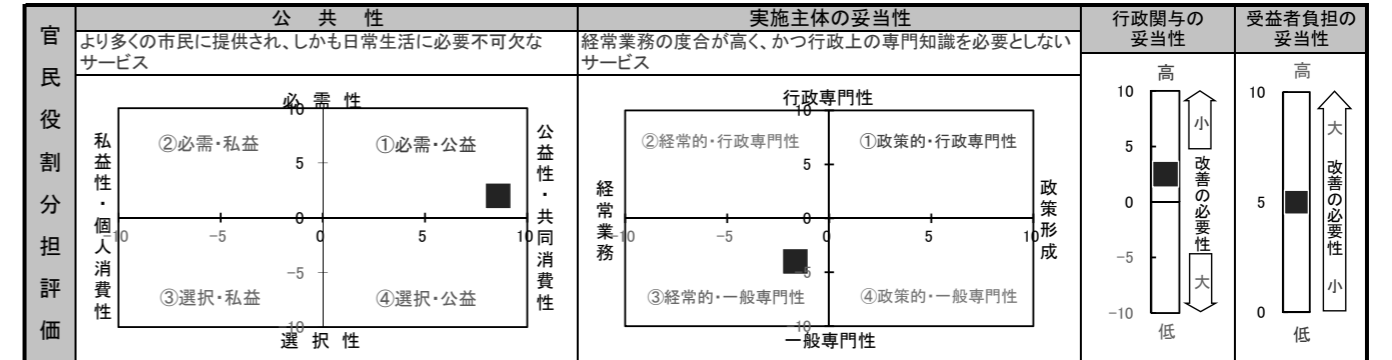 官民役割分担評価
公共性
より多くの市民に提供され、しかも日常生活に必要不可欠な
サービス
必需性
10
②必需・私益
①必需・公益
5
私益性・個人消費性
公益性・共同消費性
0
-10
-5
0
5
10
-5
③選択・私益
④選択・公益
-10
選択性
実施主体の妥当性
経常業務の度合が高く、かつ行政上の専門知識を必要としない
サービス
行政専門性
10
②経常的・行政専門性
①政策的・行政専門性
5
経常業務
政策形成
0
-10
-5
0
5
10
-5
③経常的・一般専門性
④政策的・一般専門性
-10
一般専門性
行政関与の
妥当性
高
10
5
0
-5
-10
低
小
改善の必要性
大
受益者負担の
妥当性
高
10
5
0
低
大
改善の必要性
小